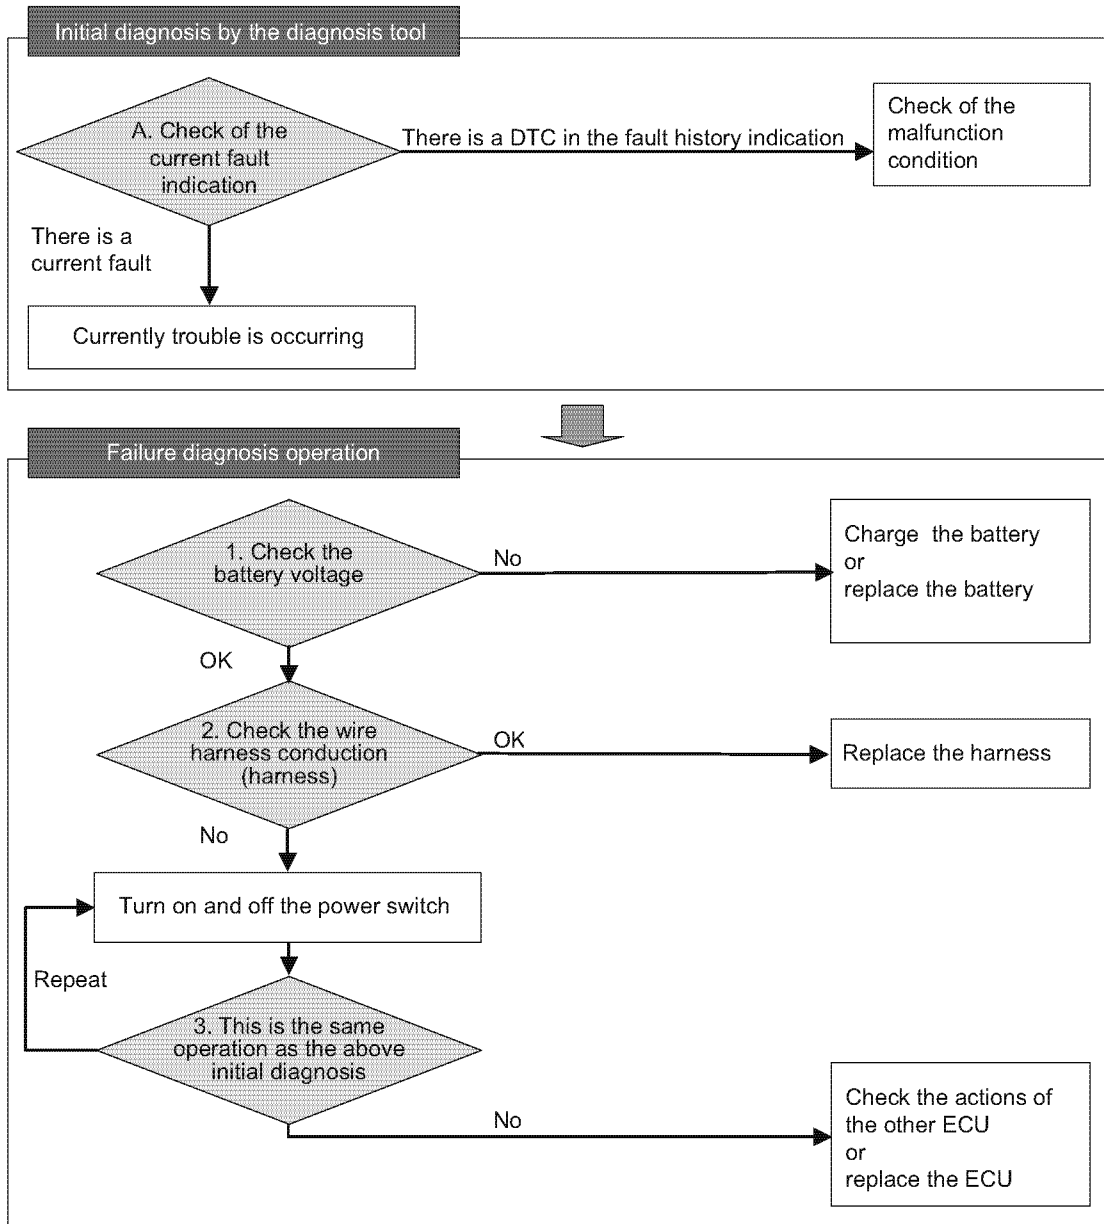 Initial diagnosis by the diagnosis tool
A. Check of the
current fault
indication
There is a DTC in the fault history indication
Check of the
malfunction
condition
There is a
current fault
Currently trouble is occurring
Failure diagnosis operation
1. Check the
battery voltage
No
Charge the battery
or
replace the battery
OK
2. Check the wire
harness conduction
(harness)
OK
Replace the harness
No
Turn on and off the power switch
Repeat
3. This is the same
operation as the above
initial diagnosis
No
Check the actions of
the other ECU
or
replace the ECU